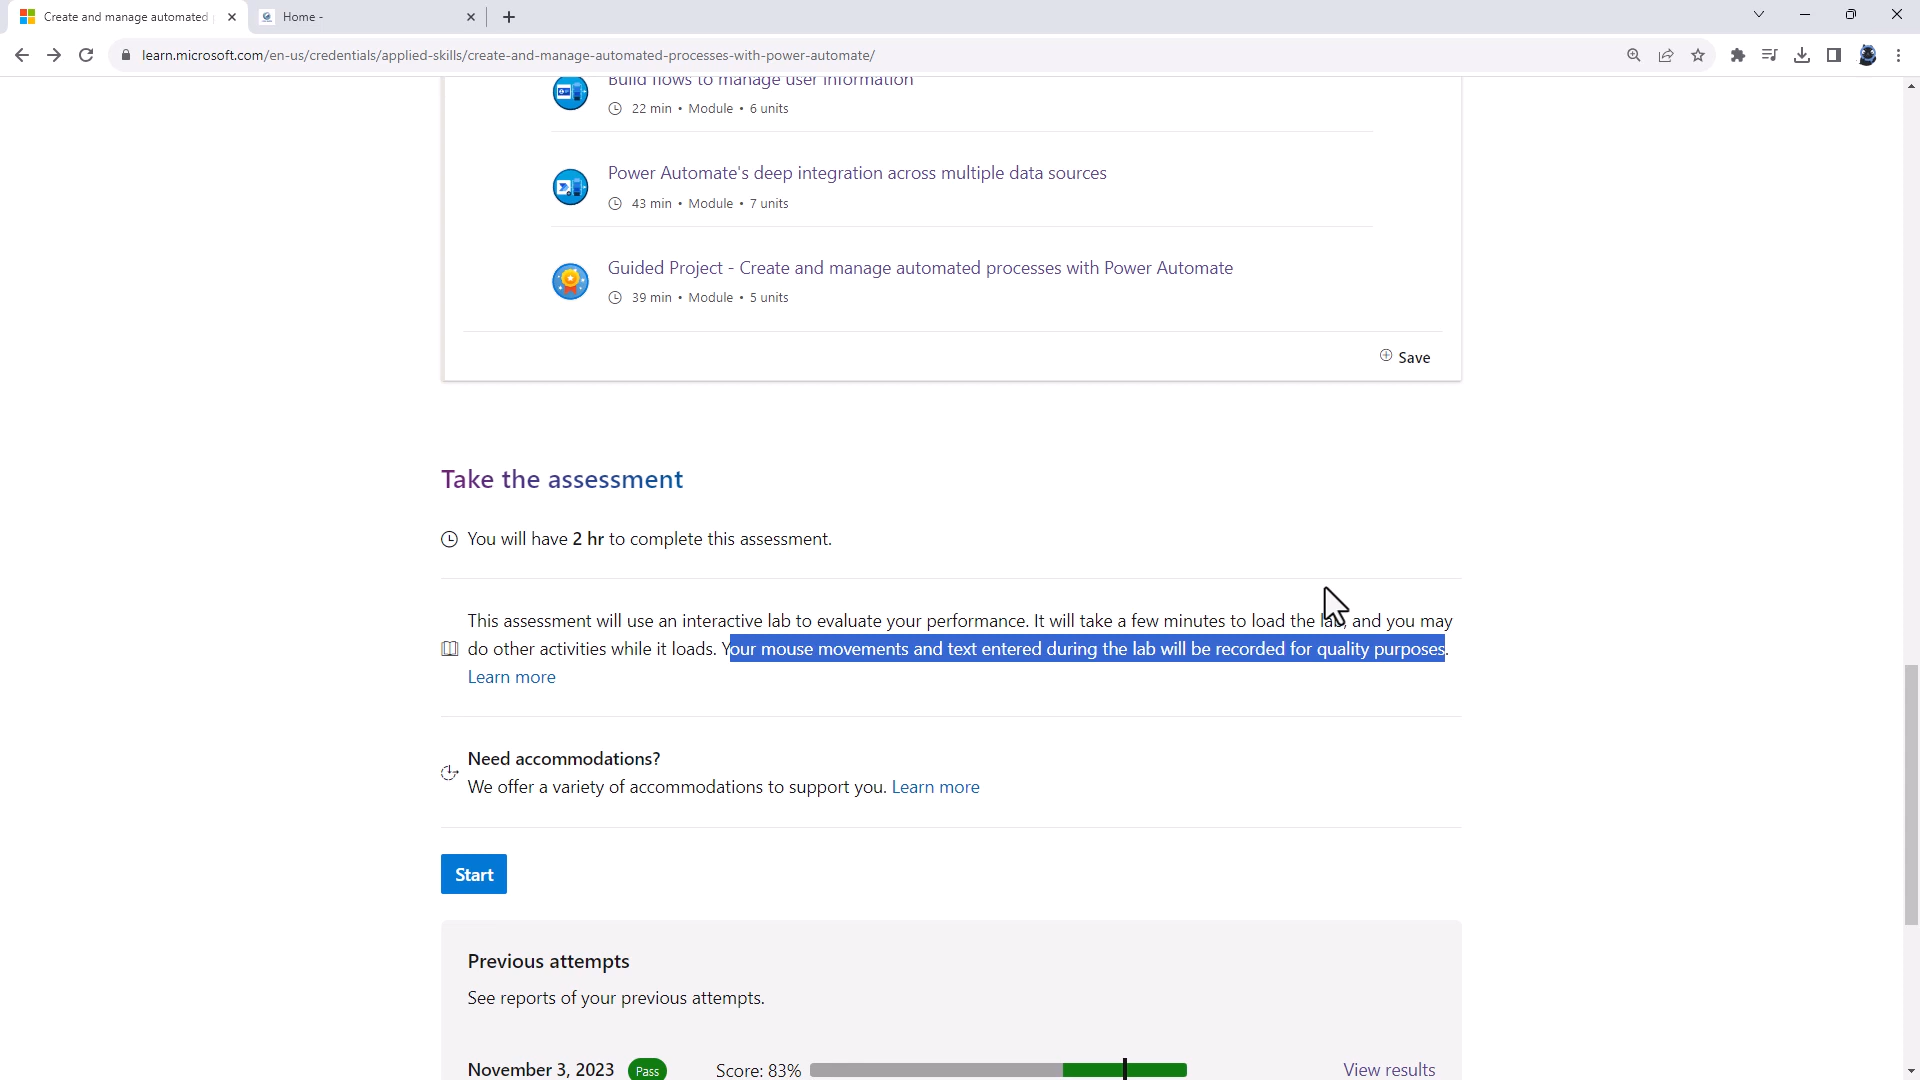 Create and manage automated
Home -
learn.microsoft.com/en-us/credentials/applied-skills/create-and-manage-automated-processes-with-power-automate/
Build flows to manage user information
22 min • Module • 6 units
Power Automate's deep integration across multiple data sources
43 min • Module • 7 units
Guided Project - Create and manage automated processes with Power Automate
39 min • Module • 5 units
Save
Take the assessment
You will have 2 hr to complete this assessment.
This assessment will use an interactive lab to evaluate your performance. It will take a few minutes to load the lab, and you may
do other activities while it loads. Your mouse movements and text entered during the lab will be recorded for quality purposes.
Learn more
Need accommodations?
We offer a variety of accommodations to support you. Learn more
Start
Previous attempts
See reports of your previous attempts.
November 3, 2023 Pass Score: 83% View results